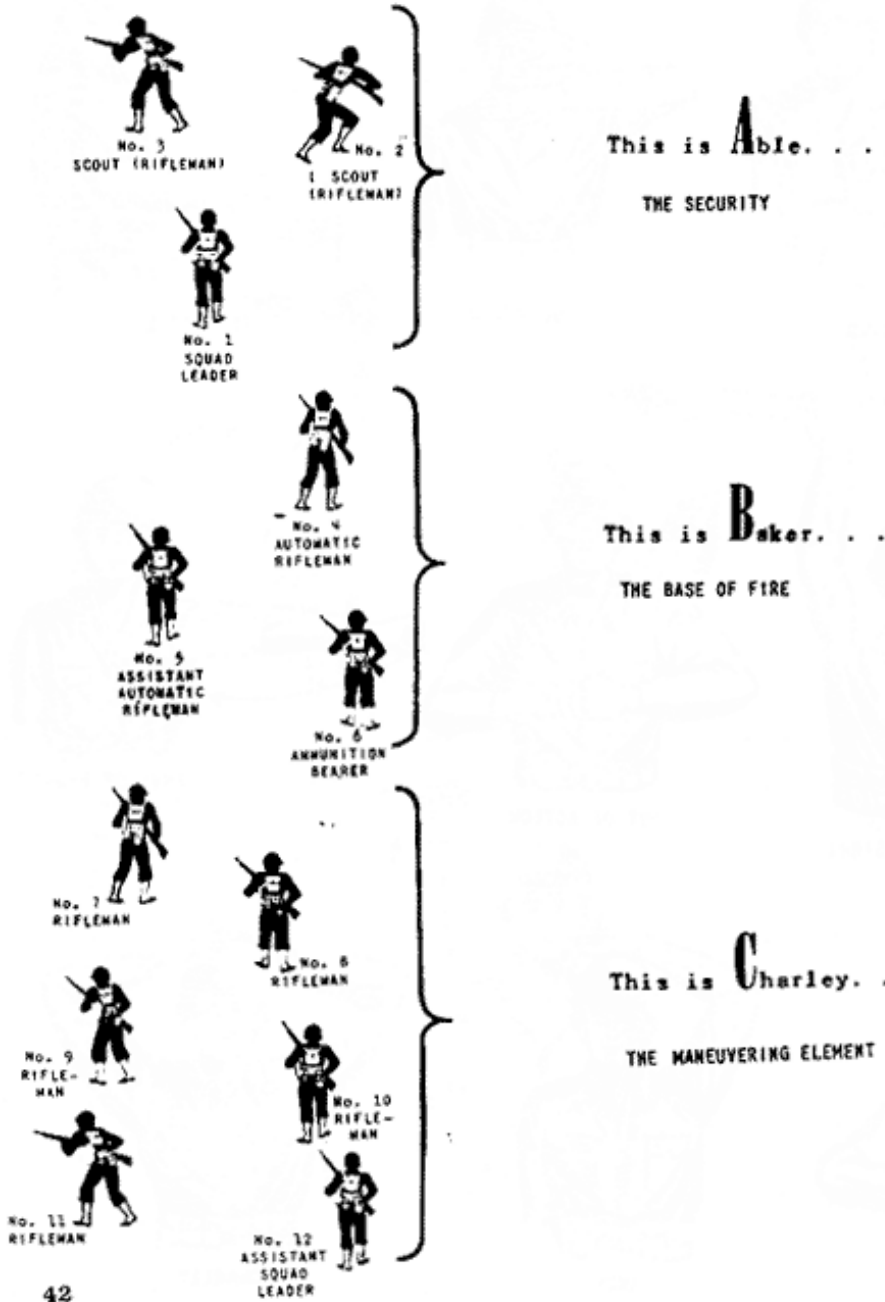 No. 3
SCOUT (RIFLEMAN)
No. 2
SCOUT
(RIFLEMAN)
No. 1
SQUAD
LEADER
This is Able. . .
THE SECURITY
No. 4
AUTOMATIC
RIFLEMAN
No. 5
ASSISTANT
AUTOMATIC
RIFLEMAN
No. 6
AMMUNITION
BEARER
This is Baker. . .
THE BASE OF FIRE
No. 7
RIFLEMAN
No. 8
RIFLEMAN
No. 9
RIFLE-
MAN
No. 10
RIFLE-
MAN
No. 11
RIFLEMAN
No. 12
ASSISTANT
SQUAD
LEADER
This is Charley. .
THE MANEUVERING ELEMENT
42